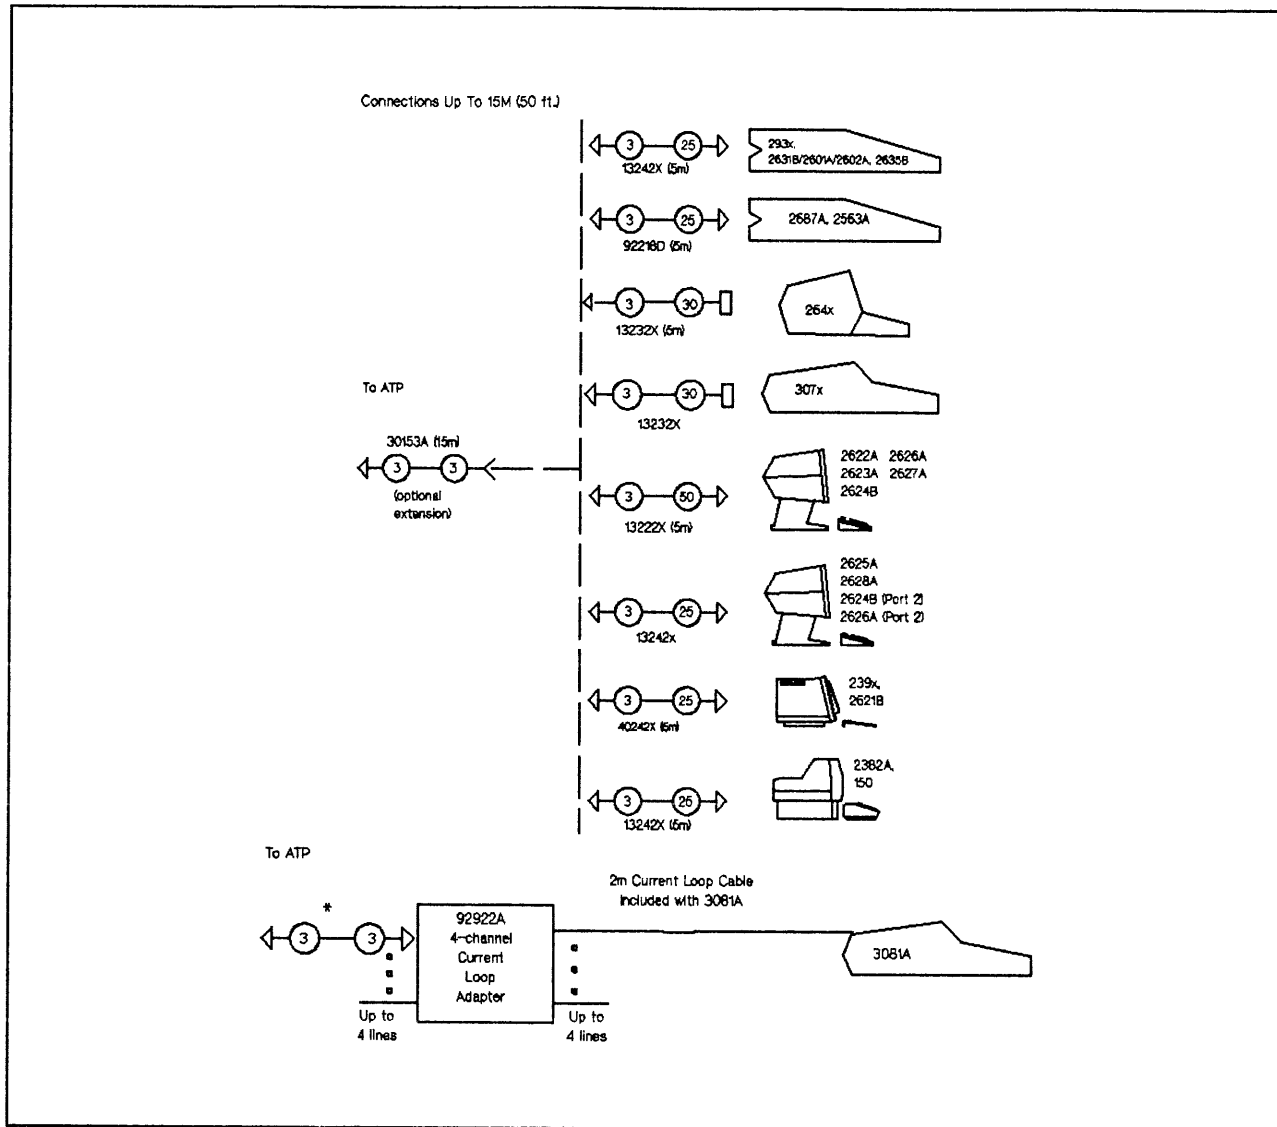 Connections Up To 15M (50 ft.)
3 25
13242X (5m)
293x,
2631B/2601A/2602A, 2635B
3 25
92218D (5m)
2687A, 2563A
3 30
13232X (5m)
264x
To ATP
3 30
13232X
307x
30153A (15m)
3 3
(optional
extension)
3 50
13222X (5m)
2622A 2626A
2623A 2627A
2624B
3 25
13242x
2625A
2628A
2624B (Port 2)
2626A (Port 2)
3 25
40242X (5m)
239x,
2621B
3 25
13242X (5m)
2382A,
150
To ATP
2m Current Loop Cable
Included with 3081A
*
3 3
92922A
4-channel
Current
Loop
Adapter
3081A
Up to
4 lines
Up to
4 lines